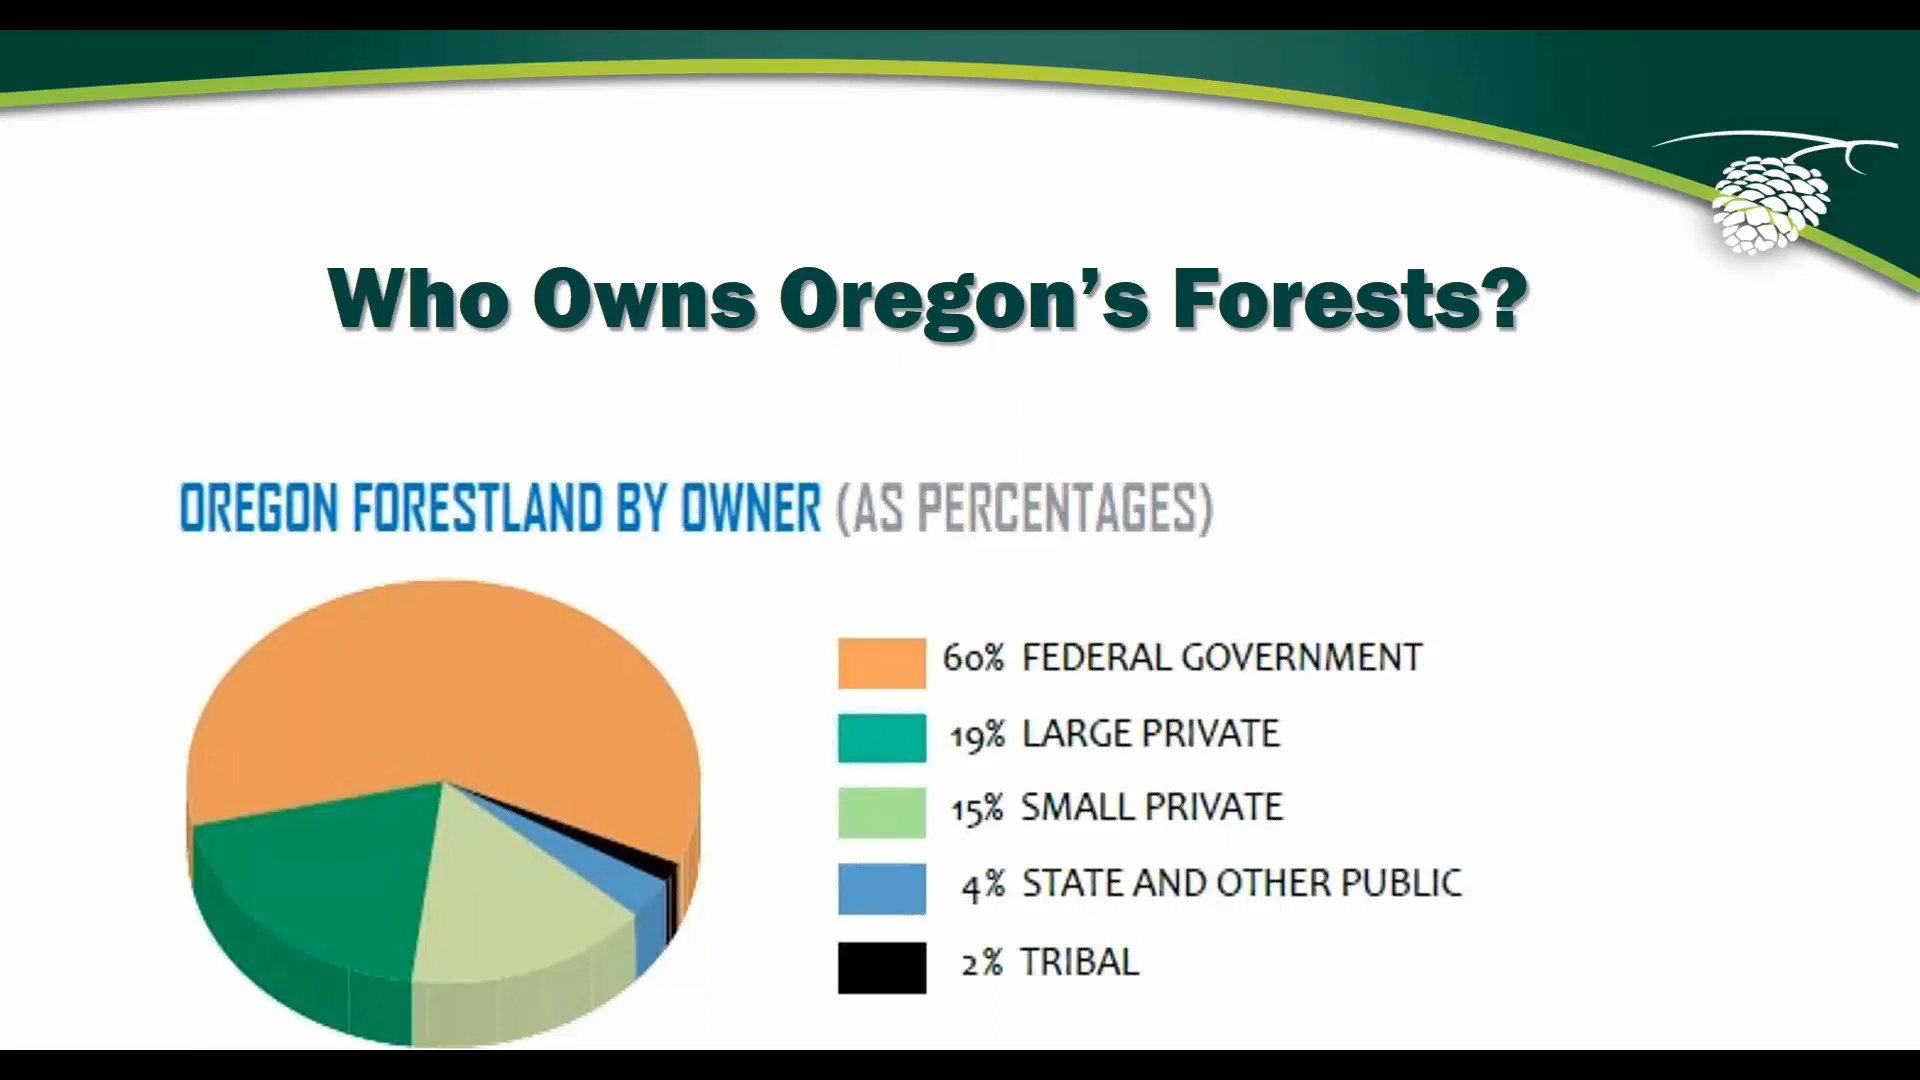 Who Owns Oregon’s Forests?
OREGON FORESTLAND BY OWNER (AS PERCENTAGES)
60% FEDERAL GOVERNMENT
19% LARGE PRIVATE
15% SMALL PRIVATE
4% STATE AND OTHER PUBLIC
2% TRIBAL